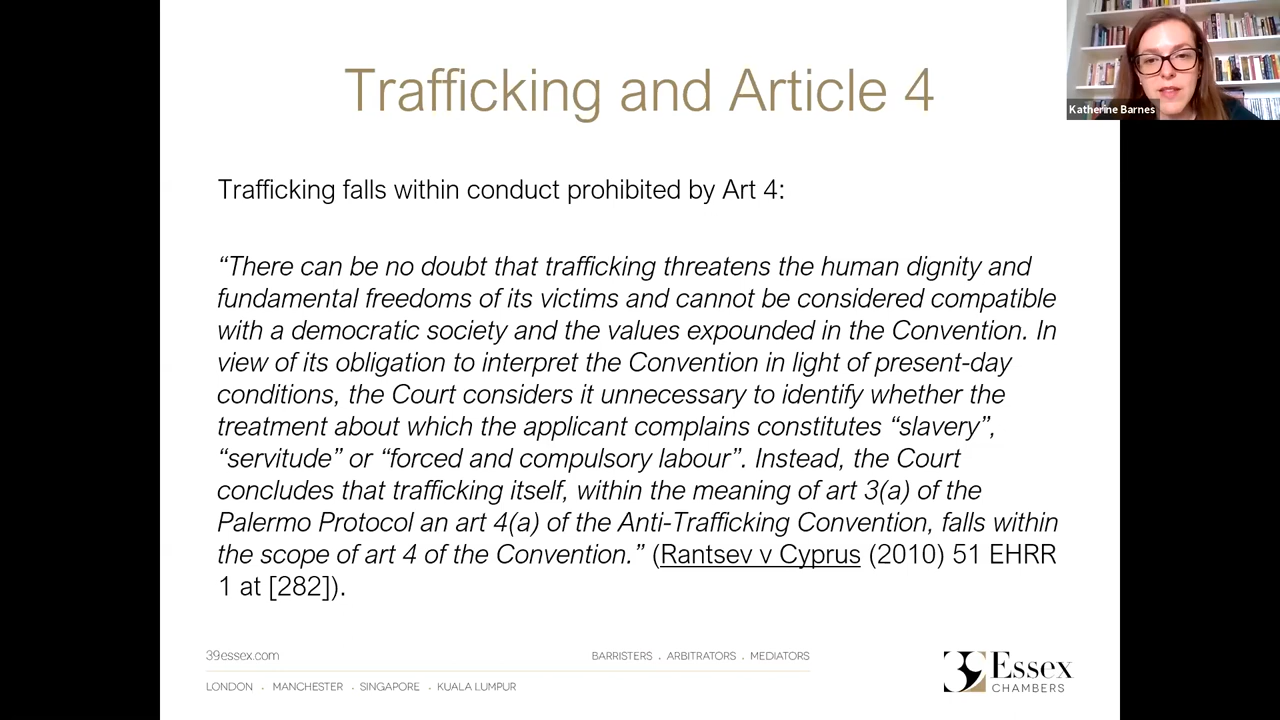 Trafficking and Article 4
Katherine Barnes
Trafficking falls within conduct prohibited by Art 4:
“There can be no doubt that trafficking threatens the human dignity and
fundamental freedoms of its victims and cannot be considered compatible
with a democratic society and the values expounded in the Convention. In
view of its obligation to interpret the Convention in light of present-day
conditions, the Court considers it unnecessary to identify whether the
treatment about which the applicant complains constitutes “slavery”,
“servitude” or “forced and compulsory labour”. Instead, the Court
concludes that trafficking itself, within the meaning of art 3(a) of the
Palermo Protocol an art 4(a) of the Anti-Trafficking Convention, falls within
the scope of art 4 of the Convention.” (Rantsev v Cyprus (2010) 51 EHRR
1 at [282]).
39essex.com
BARRISTERS . ARBITRATORS . MEDIATORS
LONDON . MANCHESTER . SINGAPORE . KUALA LUMPUR
39 Essex
CHAMBERS